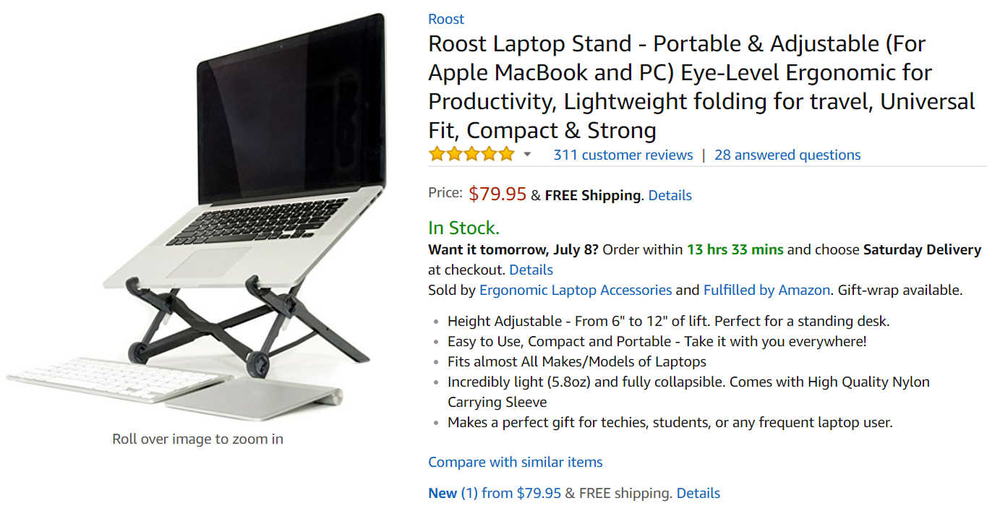 Roost
Roost Laptop Stand - Portable & Adjustable (For
Apple MacBook and PC) Eye-Level Ergonomic for
Productivity, Lightweight folding for travel, Universal
Fit, Compact & Strong
311 customer reviews | 28 answered questions
Price: $79.95 & FREE Shipping. Details
In Stock.
Want it tomorrow, July 8? Order within 13 hrs 33 mins and choose Saturday Delivery
at checkout. Details
Sold by Ergonomic Laptop Accessories and Fulfilled by Amazon. Gift-wrap available.
• Height Adjustable - From 6" to 12" of lift. Perfect for a standing desk.
• Easy to Use, Compact and Portable - Take it with you everywhere!
• Fits almost All Makes/Models of Laptops
• Incredibly light (5.8oz) and fully collapsible. Comes with High Quality Nylon
Carrying Sleeve
• Makes a perfect gift for techies, students, or any frequent laptop user.
Roll over image to zoom in
Compare with similar items
New (1) from $79.95 & FREE shipping. Details